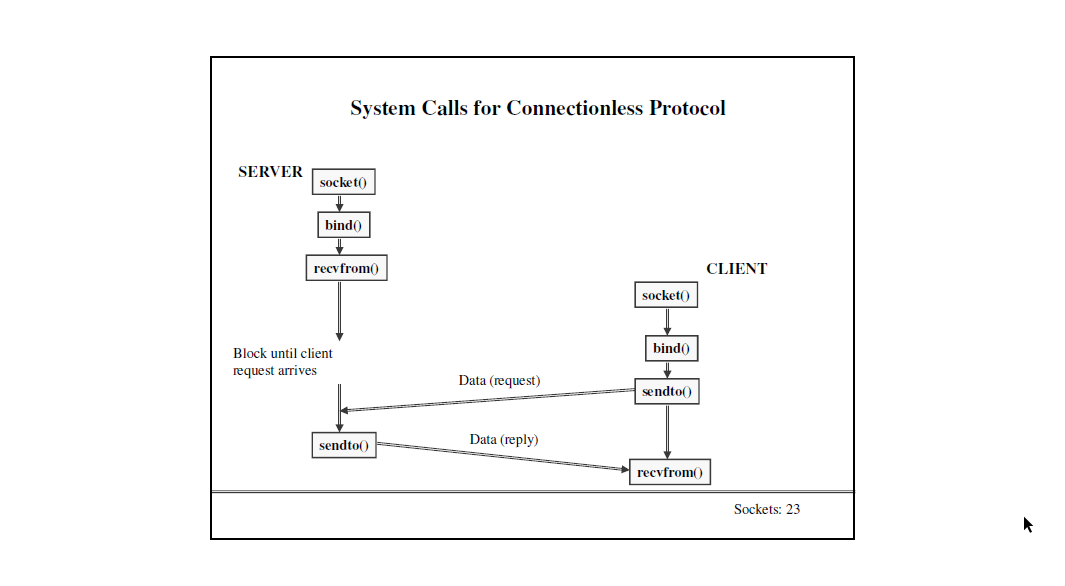 System Calls for Connectionless Protocol
SERVER
socket()
bind()
recvfrom()
CLIENT
socket()
bind()
Block until client
request arrives
Data (request)
sendto()
Data (reply)
sendto()
recvfrom()
Sockets: 23